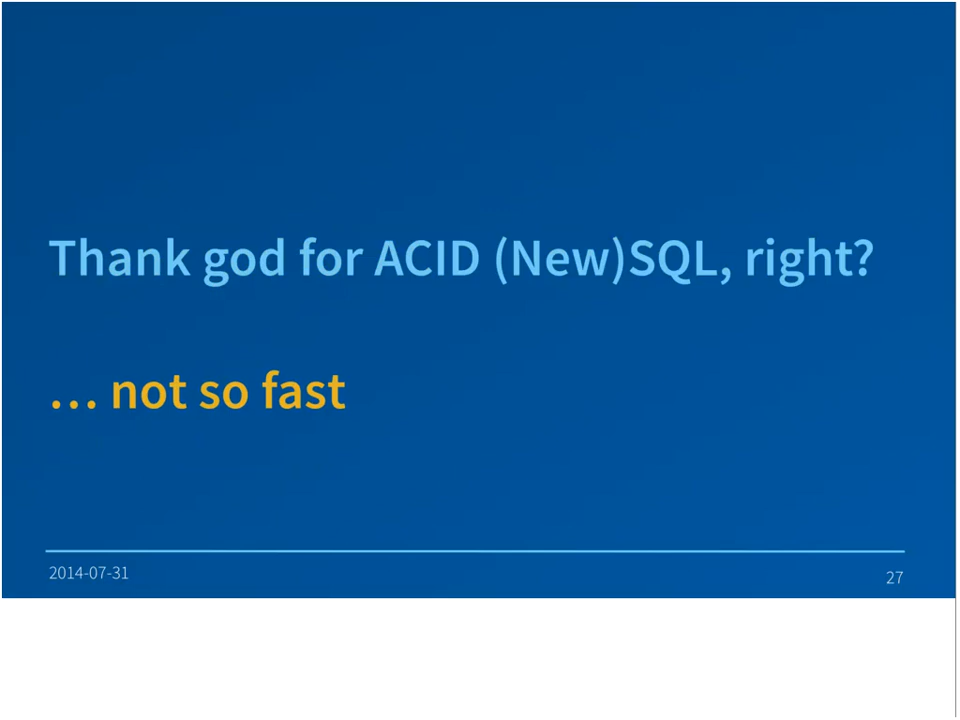 Thank god for ACID (New)SQL, right?
… not so fast
2014-07-31
27